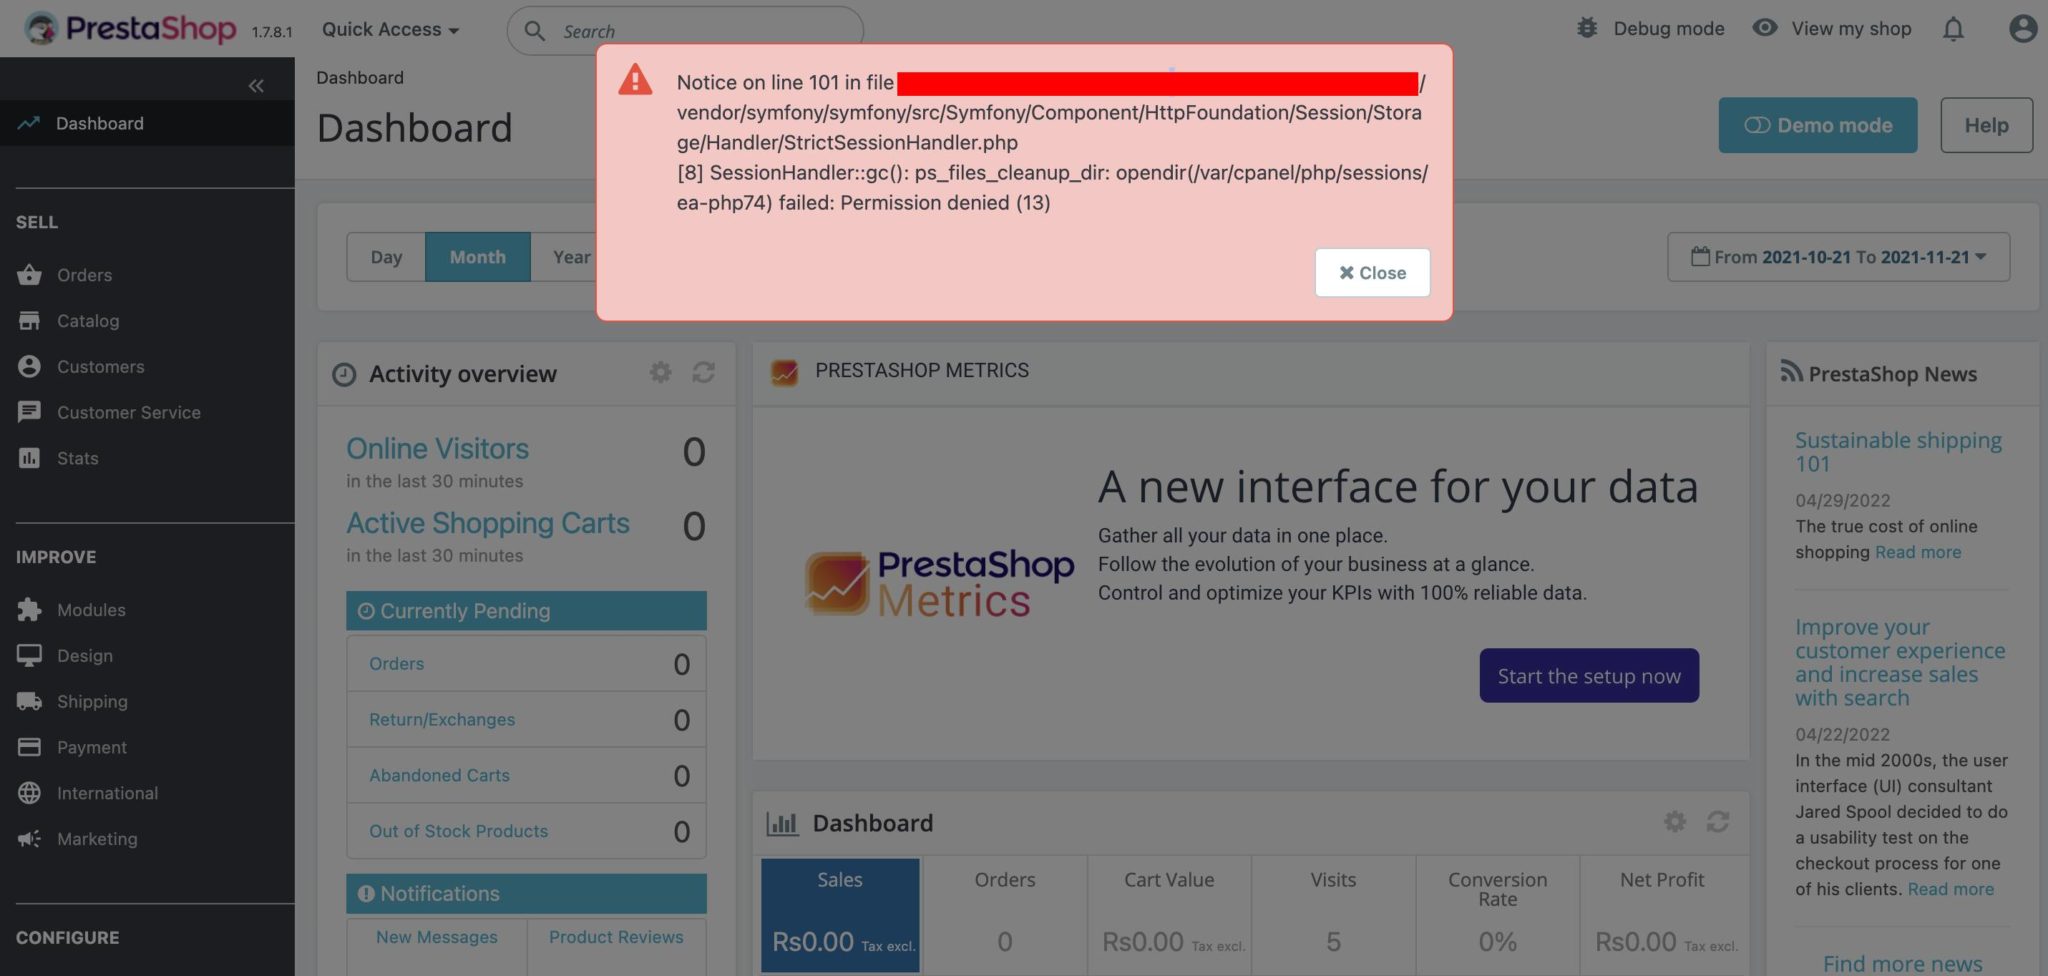 PrestaShop 1.7.8.1
Quick Access
Search
Debug mode
View my shop
Notice on line 101 in file /
vendor/symfony/symfony/src/Symfony/Component/HttpFoundation/Session/Stora
ge/Handler/StrictSessionHandler.php
[8] SessionHandler::gc(): ps_files_cleanup_dir: opendir(/var/cpanel/php/sessions/
ea-php74) failed: Permission denied (13)
Close
Dashboard
SELL
Orders
Catalog
Customers
Customer Service
Stats
IMPROVE
Modules
Design
Shipping
Payment
International
Marketing
CONFIGURE
Dashboard
Dashboard
Demo mode
Help
Day
Month
Year
From 2021-10-21 To 2021-11-21
Activity overview
Online Visitors 0
in the last 30 minutes
Active Shopping Carts 0
in the last 30 minutes
Currently Pending
Orders 0
Return/Exchanges 0
Abandoned Carts 0
Out of Stock Products 0
Notifications
New Messages
Product Reviews
PRESTASHOP METRICS
PrestaShop
Metrics
A new interface for your data
Gather all your data in one place.
Follow the evolution of your business at a glance.
Control and optimize your KPIs with 100% reliable data.
Start the setup now
Dashboard
Sales
Rs0.00 Tax excl.
Orders
0
Cart Value
Rs0.00 Tax excl.
Visits
5
Conversion
Rate
0%
Net Profit
Rs0.00 Tax excl.
PrestaShop News
Sustainable shipping
101
04/29/2022
The true cost of online
shopping Read more
Improve your
customer experience
and increase sales
with search
04/22/2022
In the mid 2000s, the user
interface (UI) consultant
Jared Spool decided to do
a usability test on the
checkout process for one
of his clients. Read more
Find more news